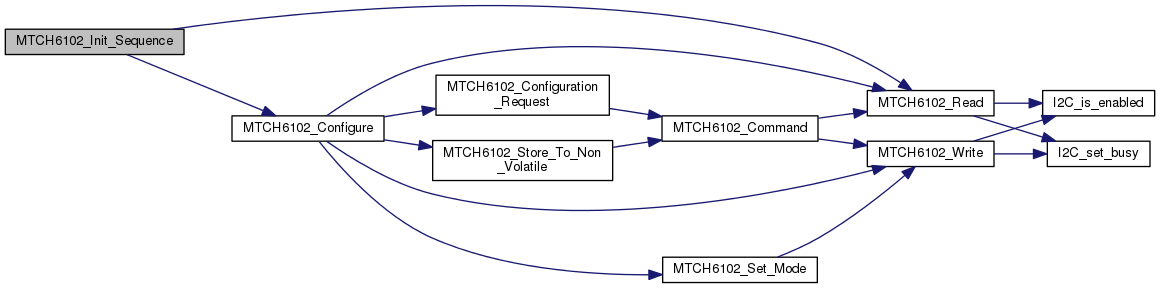 MTCH6102_Init_Sequence
MTCH6102_Configure
MTCH6102_Configuration
_Request
MTCH6102_Store_To_Non
_Volatile
MTCH6102_Command
MTCH6102_Set_Mode
MTCH6102_Read
MTCH6102_Write
I2C_is_enabled
I2C_set_busy